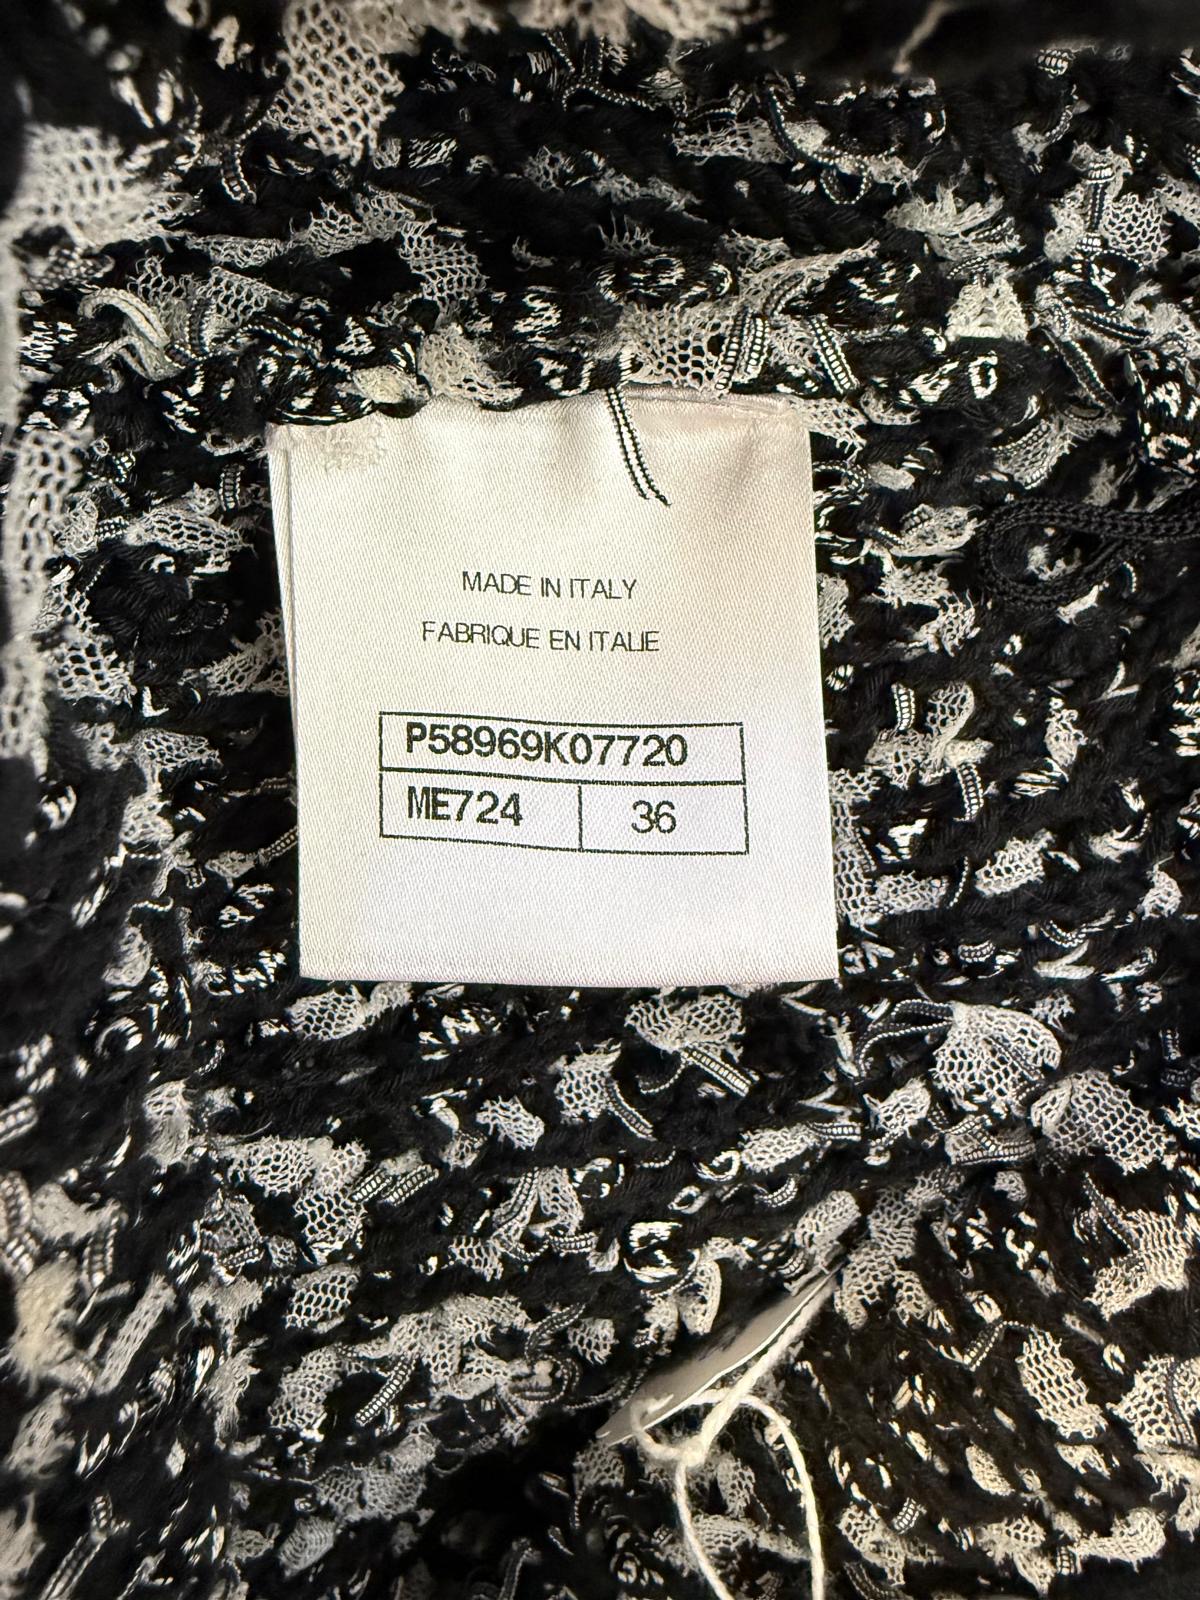 MADE IN ITALY
FABRIQUE EN ITALIE
P58969K07720
ME724 36